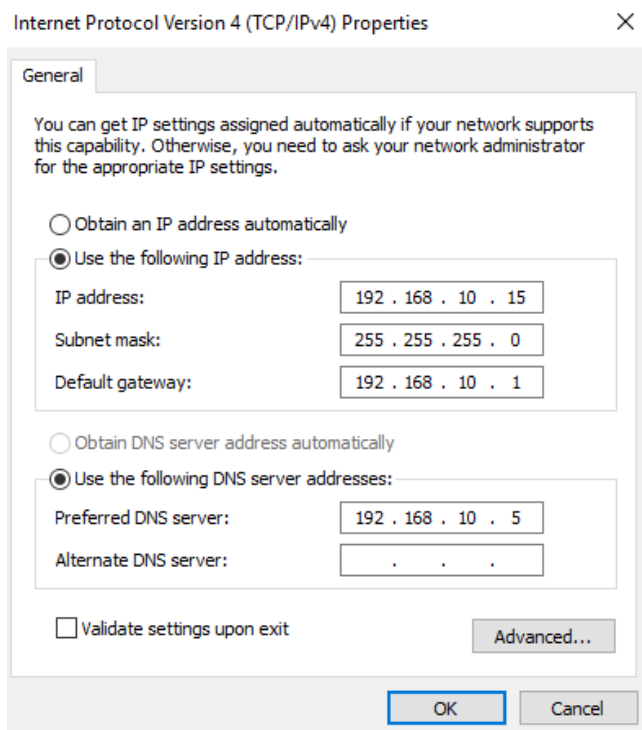 Internet Protocol Version 4 (TCP/IPv4) Properties
General
You can get IP settings assigned automatically if your network supports
this capability. Otherwise, you need to ask your network administrator
for the appropriate IP settings.
Obtain an IP address automatically
Use the following IP address:
IP address: 192 . 168 . 10 . 15
Subnet mask: 255 . 255 . 255 . 0
Default gateway: 192 . 168 . 10 . 1
Obtain DNS server address automatically
Use the following DNS server addresses:
Preferred DNS server: 192 . 168 . 10 . 5
Alternate DNS server: . . .
Validate settings upon exit
Advanced...
OK Cancel